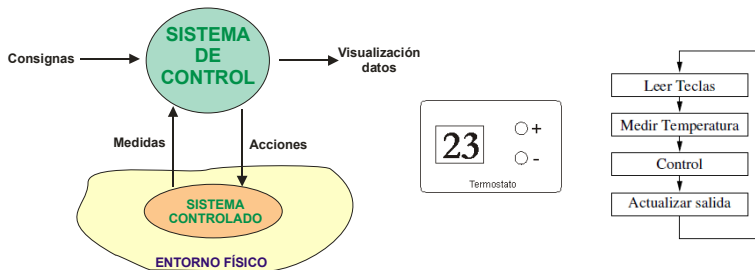 Consignas
SISTEMA
DE
CONTROL
Visualización
datos
Medidas
Acciones
SISTEMA
CONTROLADO
ENTORNO FÍSICO
23
+
-
Termostato
Leer Teclas
Medir Temperatura
Control
Actualizar salida